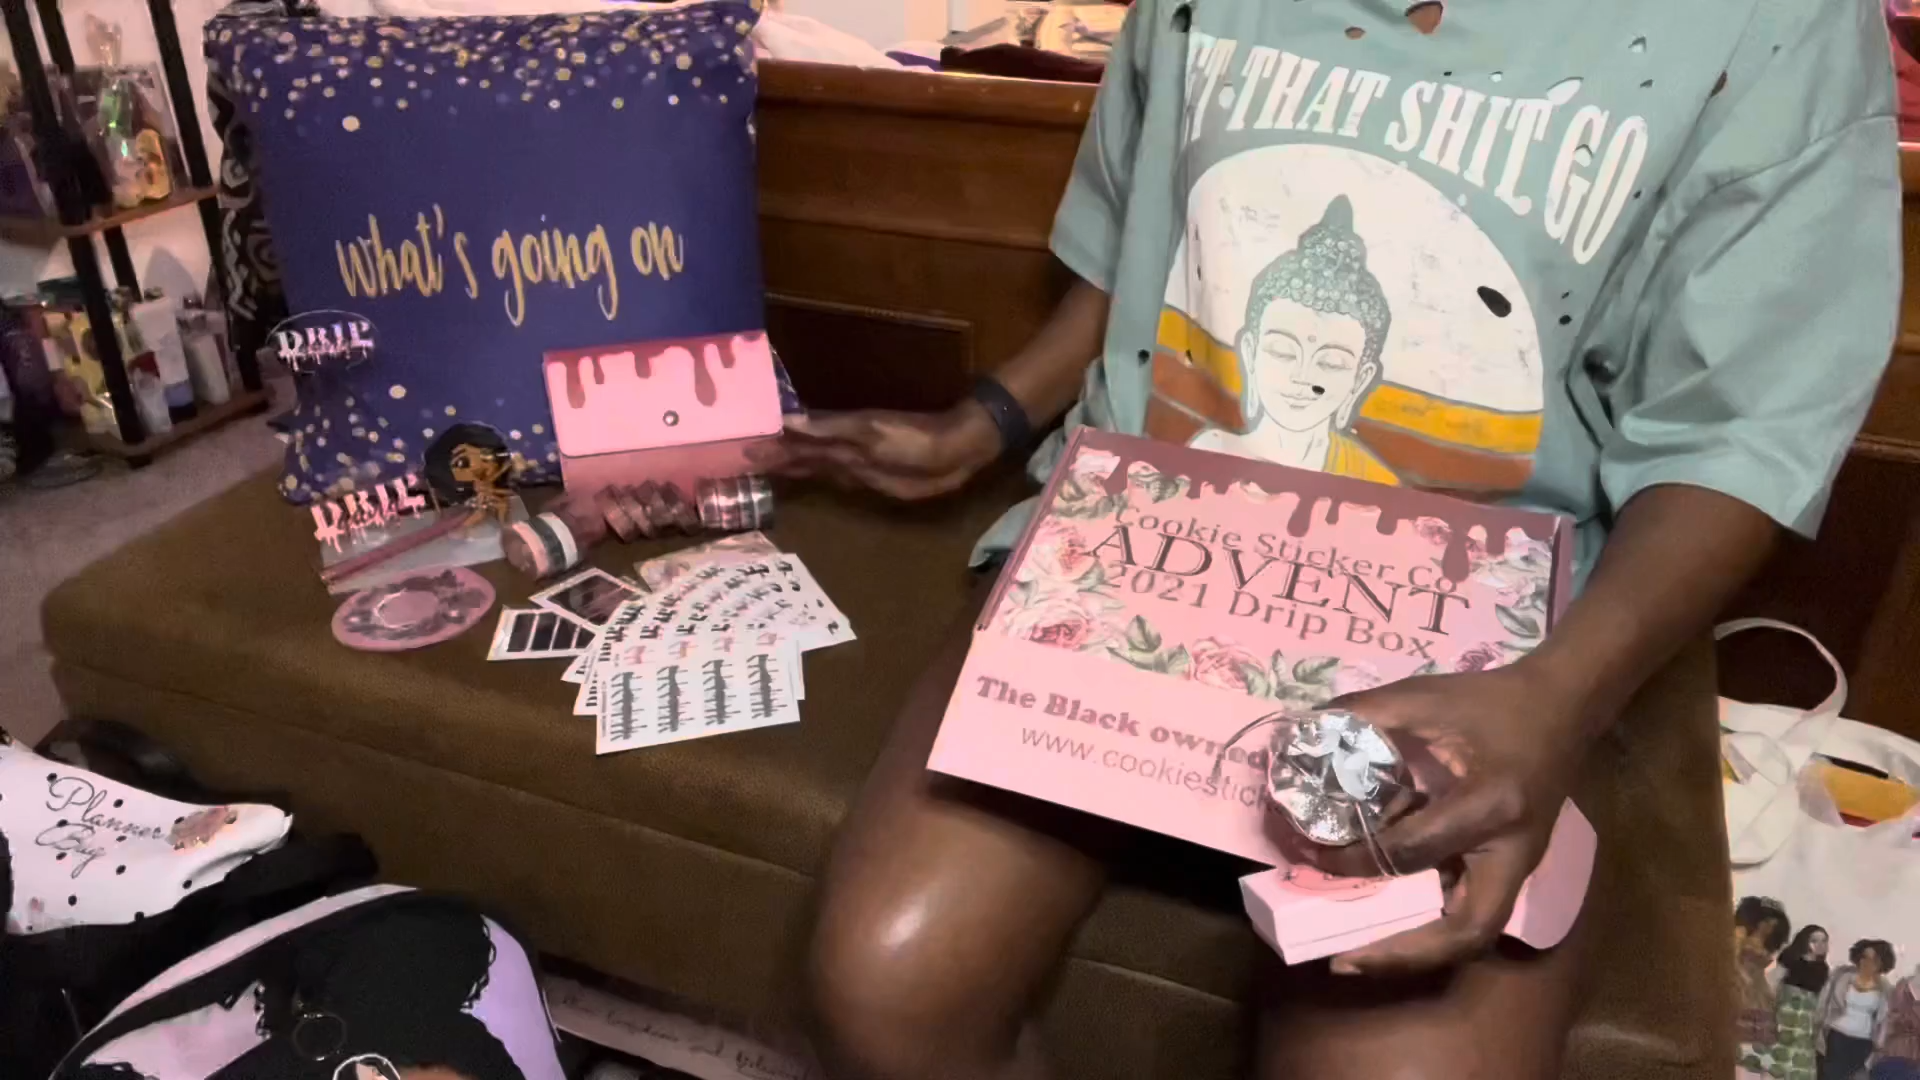 what's going on
DRIP
DRIP
THAT SHIT GO
Cookie Sticker Co
ADVENT
2021 Drip Box
The Black owned
www.cookiestick
Planner
Big